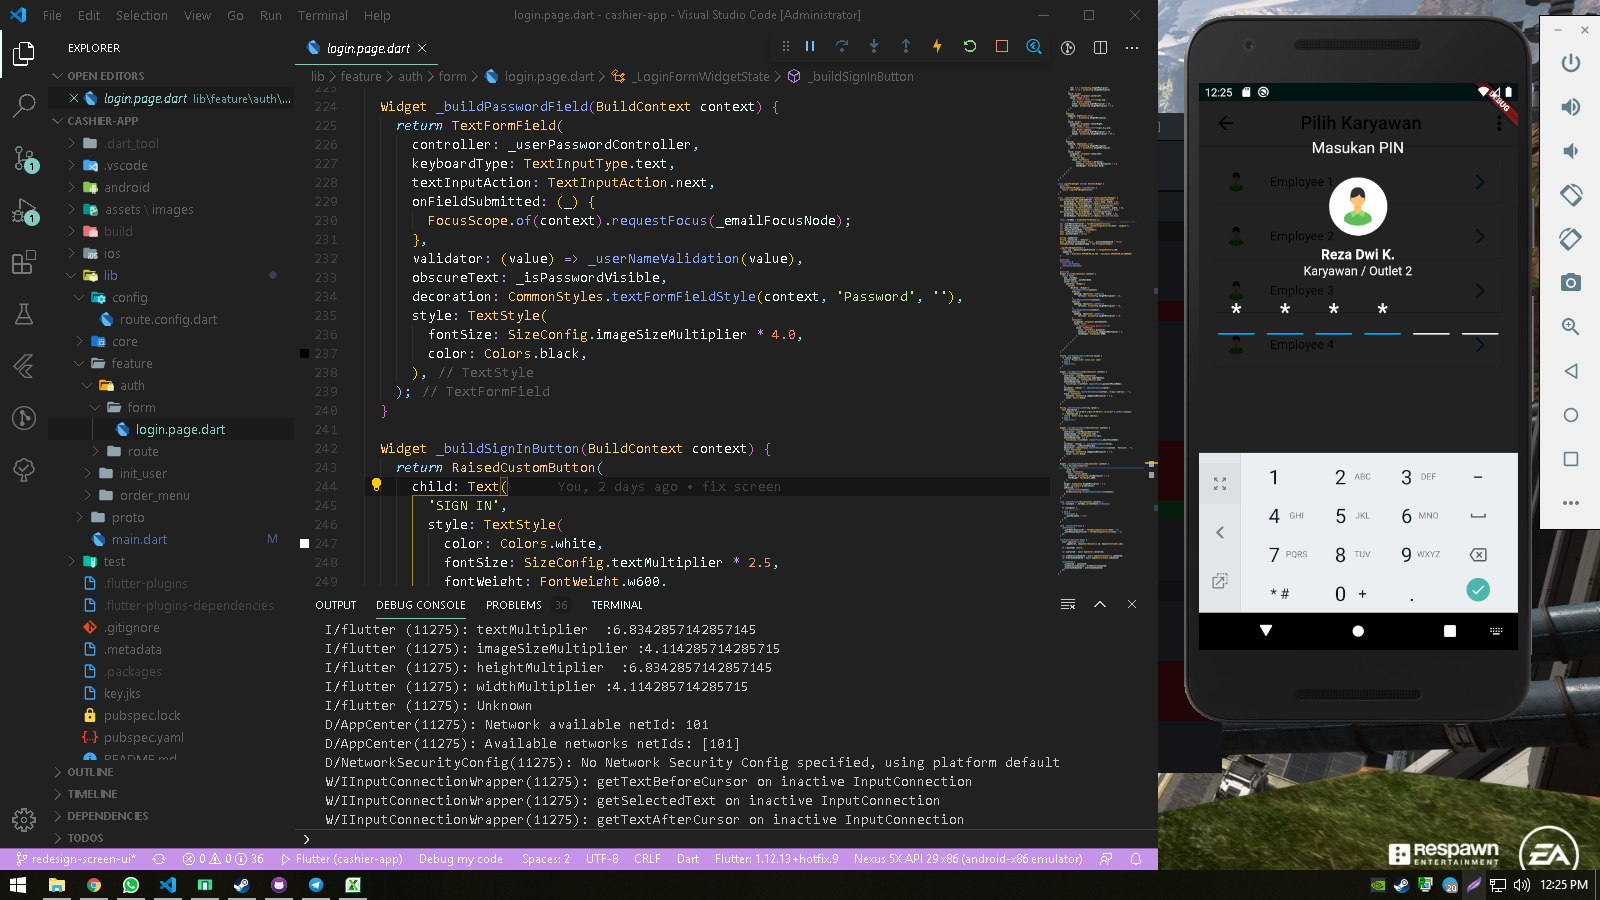 File Edit Selection View Go Run Terminal Help
login.page.dart - cashier-app - Visual Studio Code [Administrator]
EXPLORER
OPEN EDITORS
login.page.dart lib\feature\auth\...
CASHIER-APP
.dart_tool
.vscode
android
assets \ images
build
ios
lib
config
route.config.dart
core
feature
auth
form
login.page.dart
route
init_user
order_menu
proto
main.dart M
test
.flutter-plugins
.flutter-plugins-dependencies
.gitignore
.metadata
.packages
key.jks
pubspec.lock
pubspec.yaml
README.md
OUTLINE
TIMELINE
DEPENDENCIES
TODOS
1
1
login.page.dart
lib > feature > auth > form > login.page.dart > _LoginFormWidgetState > _buildSignInButton
223
224 Widget _buildPasswordField(BuildContext context) {
225 return TextFormField(
226 controller: _userPasswordController,
227 keyboardType: TextInputType.text,
228 textInputAction: TextInputAction.next,
229 onFieldSubmitted: (_) {
230 FocusScope.of(context).requestFocus(_emailFocusNode);
231 },
232 validator: (value) => _userNameValidation(value),
233 obscureText: _isPasswordVisible,
234 decoration: CommonStyles.textFormFieldStyle(context, 'Password', ''),
235 style: TextStyle(
236 fontSize: SizeConfig.imageSizeMultiplier * 4.0,
237 color: Colors.black,
238 ), // TextStyle
239 ); // TextFormField
240 }
241
242 Widget _buildSignInButton(BuildContext context) {
243 return RaisedCustomButton(
244 child: Text( You, 2 days ago • fix screen
245 'SIGN IN',
246 style: TextStyle(
247 color: Colors.white,
248 fontSize: SizeConfig.textMultiplier * 2.5,
249 fontWeight: FontWeight.w600,
OUTPUT DEBUG CONSOLE PROBLEMS 36 TERMINAL
I/flutter (11275): textMultiplier :6.8342857142857145
I/flutter (11275): imageSizeMultiplier :4.114285714285715
I/flutter (11275): heightMultiplier :6.8342857142857145
I/flutter (11275): widthMultiplier :4.114285714285715
I/flutter (11275): Unknown
D/AppCenter(11275): Network available netId: 101
D/AppCenter(11275): Available networks netIds: [101]
D/NetworkSecurityConfig(11275): No Network Security Config specified, using platform default
W/IInputConnectionWrapper(11275): getTextBeforeCursor on inactive InputConnection
W/IInputConnectionWrapper(11275): getSelectedText on inactive InputConnection
W/IInputConnectionWrapper(11275): getTextAfterCursor on inactive InputConnection
redesign-screen-ui* 0 0 36 Flutter (cashier-app) Debug my code Spaces: 2 UTF-8 CRLF Dart Flutter: 1.12.13+hotfix.9 Nexus 5X API 29 x86 (android-x86 emulator)
12:25
DEBUG
Pilih Karyawan
Masukan PIN
Employee 1
Employee 2
Reza Dwi K.
Karyawan / Outlet 2
Employee 3
* * * *
Employee 4
1 2 ABC 3 DEF -
4 GHI 5 JKL 6 MNO
7 PQRS 8 TUV 9 WXYZ
* # 0 + .
RESPAWN
ENTERTAINMENT
EA
20
12:25 PM